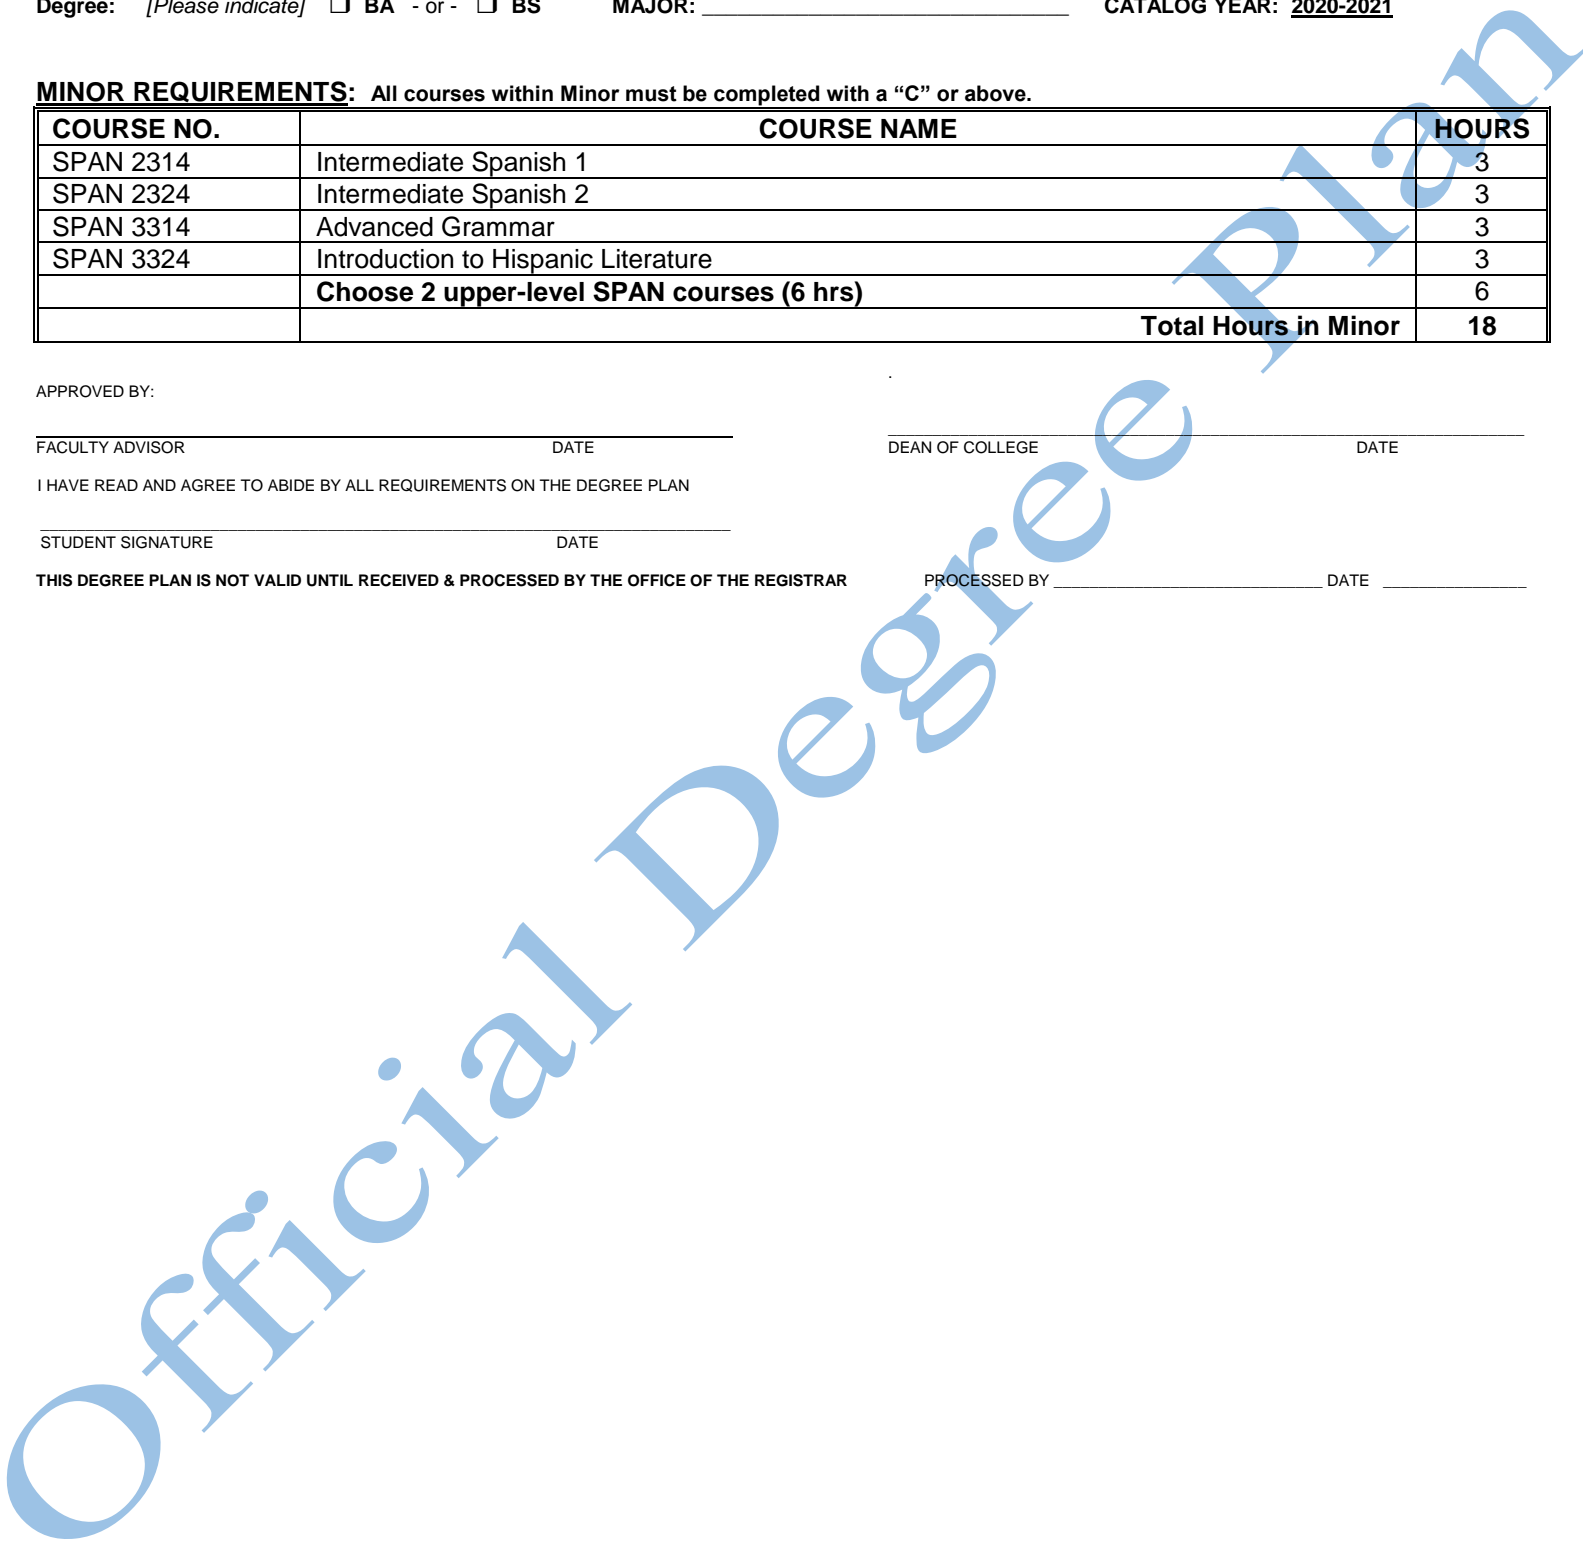 Degree: [Please indicate] ❒ BA - or - ❒ BS MAJOR: _________________________________ CATALOG YEAR: 2020-2021
MINOR REQUIREMENTS: All courses within Minor must be completed with a “C” or above.
COURSE NO. COURSE NAME HOURS
SPAN 2314 Intermediate Spanish 1 3
SPAN 2324 Intermediate Spanish 2 3
SPAN 3314 Advanced Grammar 3
SPAN 3324 Introduction to Hispanic Literature 3
Choose 2 upper-level SPAN courses (6 hrs) 6
Total Hours in Minor 18
.
APPROVED BY:
FACULTY ADVISOR DATE DEAN OF COLLEGE DATE
I HAVE READ AND AGREE TO ABIDE BY ALL REQUIREMENTS ON THE DEGREE PLAN
STUDENT SIGNATURE DATE
THIS DEGREE PLAN IS NOT VALID UNTIL RECEIVED & PROCESSED BY THE OFFICE OF THE REGISTRAR PROCESSED BY ______________________________ DATE ________________
Official Degree Plan